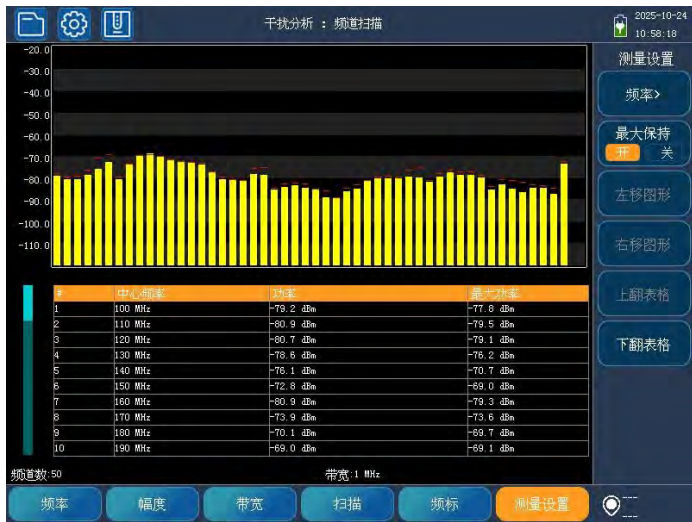 干扰分析 : 频道扫描
2025-10-24
10:58:18
测量设置
频率>
最大保持
开 关
左移图形
右移图形
上翻表格
下翻表格
-20.0
-30.0
-40.0
-50.0
-60.0
-70.0
-80.0
-90.0
-100.0
-110.0
# 中心频率 功率 最大功率
1 100 MHz -79.2 dBm -77.8 dBm
2 110 MHz -80.9 dBm -79.5 dBm
3 120 MHz -80.7 dBm -79.1 dBm
4 130 MHz -78.6 dBm -76.2 dBm
5 140 MHz -76.1 dBm -70.7 dBm
6 150 MHz -72.8 dBm -69.0 dBm
7 160 MHz -80.9 dBm -79.3 dBm
8 170 MHz -73.9 dBm -73.6 dBm
9 180 MHz -70.1 dBm -69.7 dBm
10 190 MHz -69.0 dBm -69.1 dBm
频道数:50 带宽:1 MHz
频率 幅度 带宽 扫描 频标 测量设置